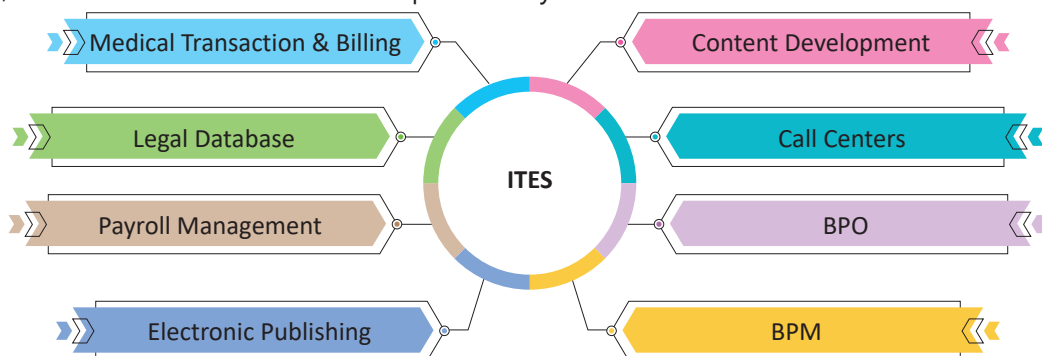 Medical Transaction & Billing
Content Development
Legal Database
Call Centers
ITES
Payroll Management
BPO
Electronic Publishing
BPM